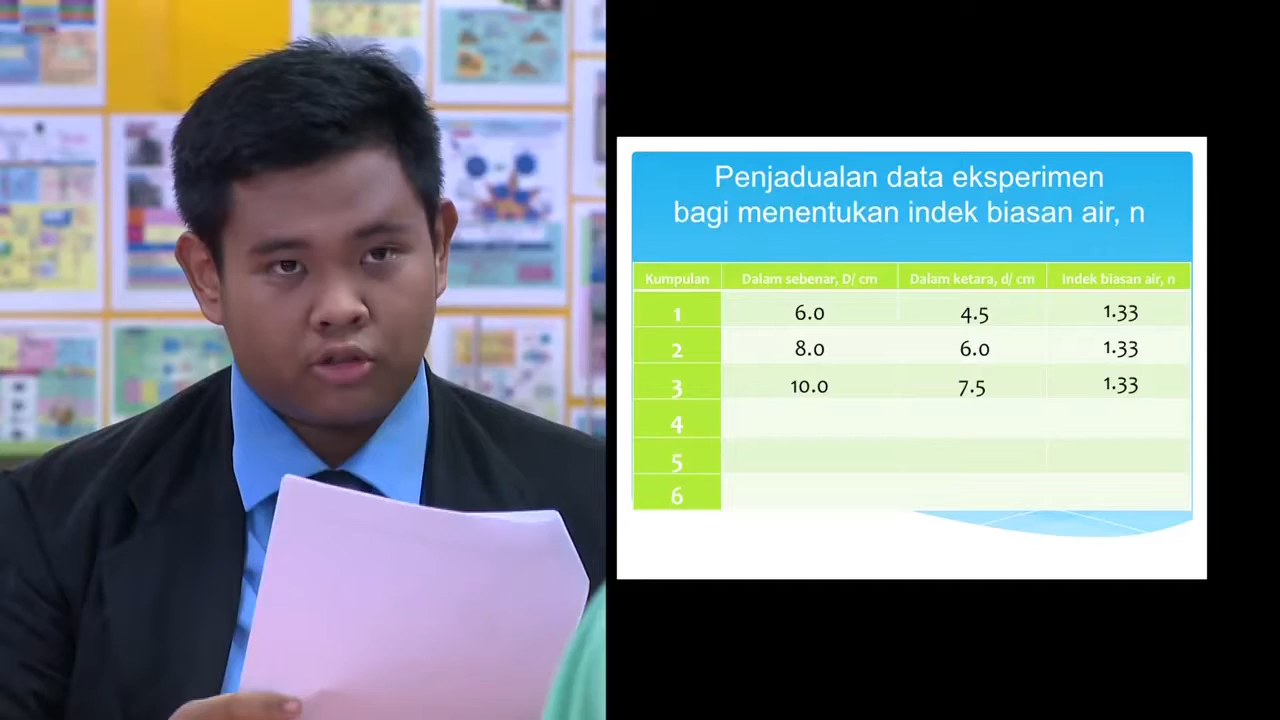 Penjadualan data eksperimen
bagi menentukan indek biasan air, n
Kumpulan Dalam sebenar, D/ cm Dalam ketara, d/ cm Indek biasan air, n
1 6.0 4.5 1.33
2 8.0 6.0 1.33
3 10.0 7.5 1.33
4
5
6